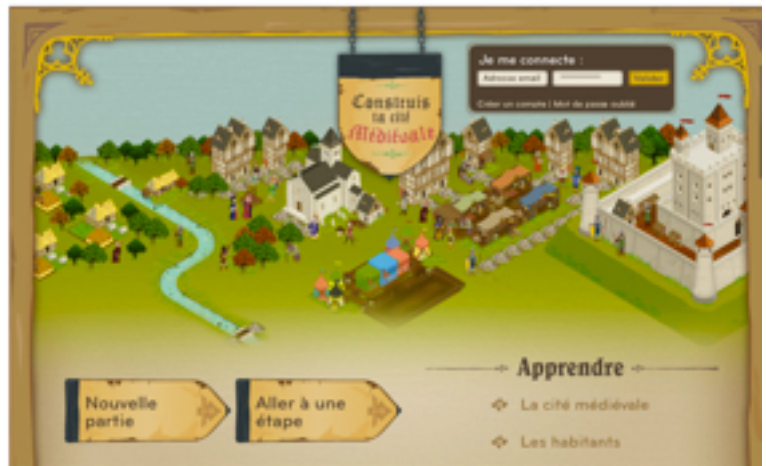 Je me connecte :
Adresse email
Valider
Créer un compte | Mot de passe oublié
Construis
ta cité
Médiévale
Nouvelle
partie
Aller à une
étape
Apprendre
La cité médiévale
Les habitants